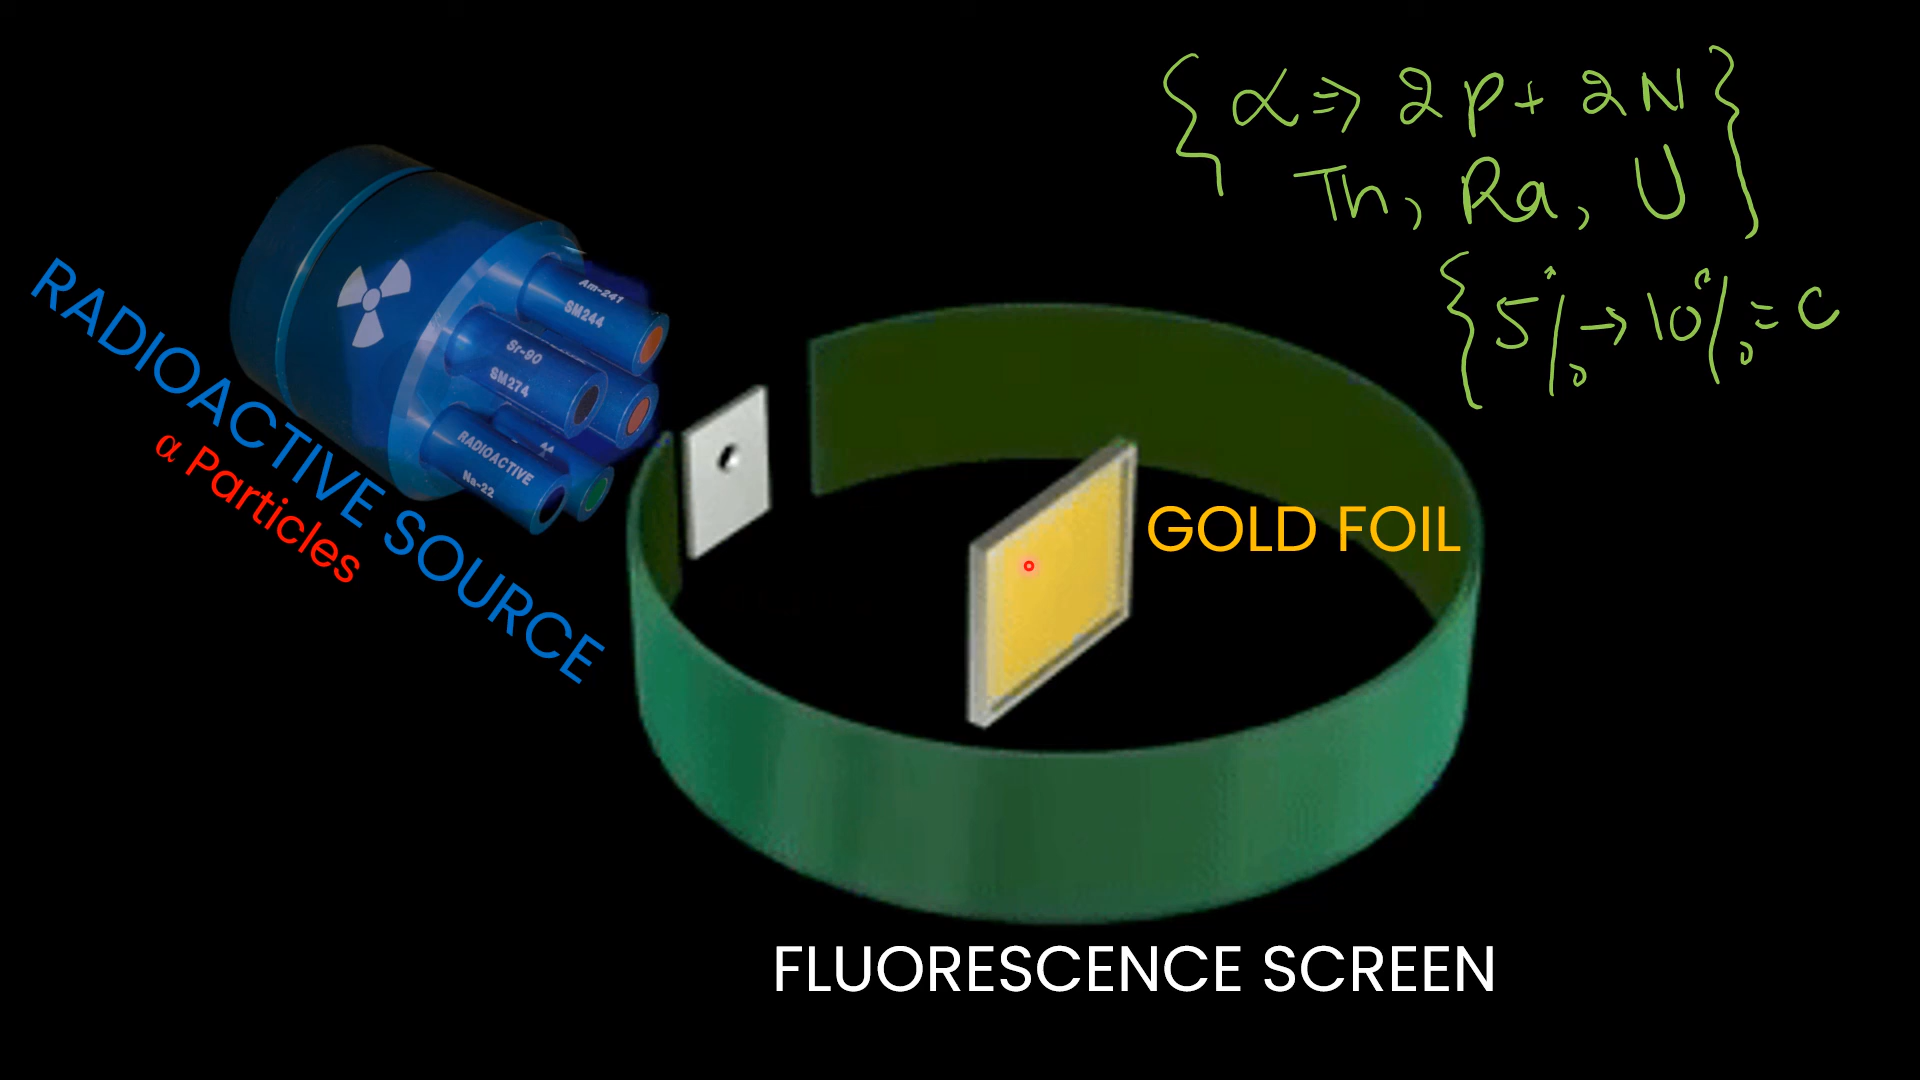 {α ⇒ 2P + 2N}
Th, Ra, U
{5% → 10% = C
Am-241
SM244
Sr-90
SM274
RADIOACTIVE
Na-22
RADIOACTIVE SOURCE
α Particles
GOLD FOIL
FLUORESCENCE SCREEN